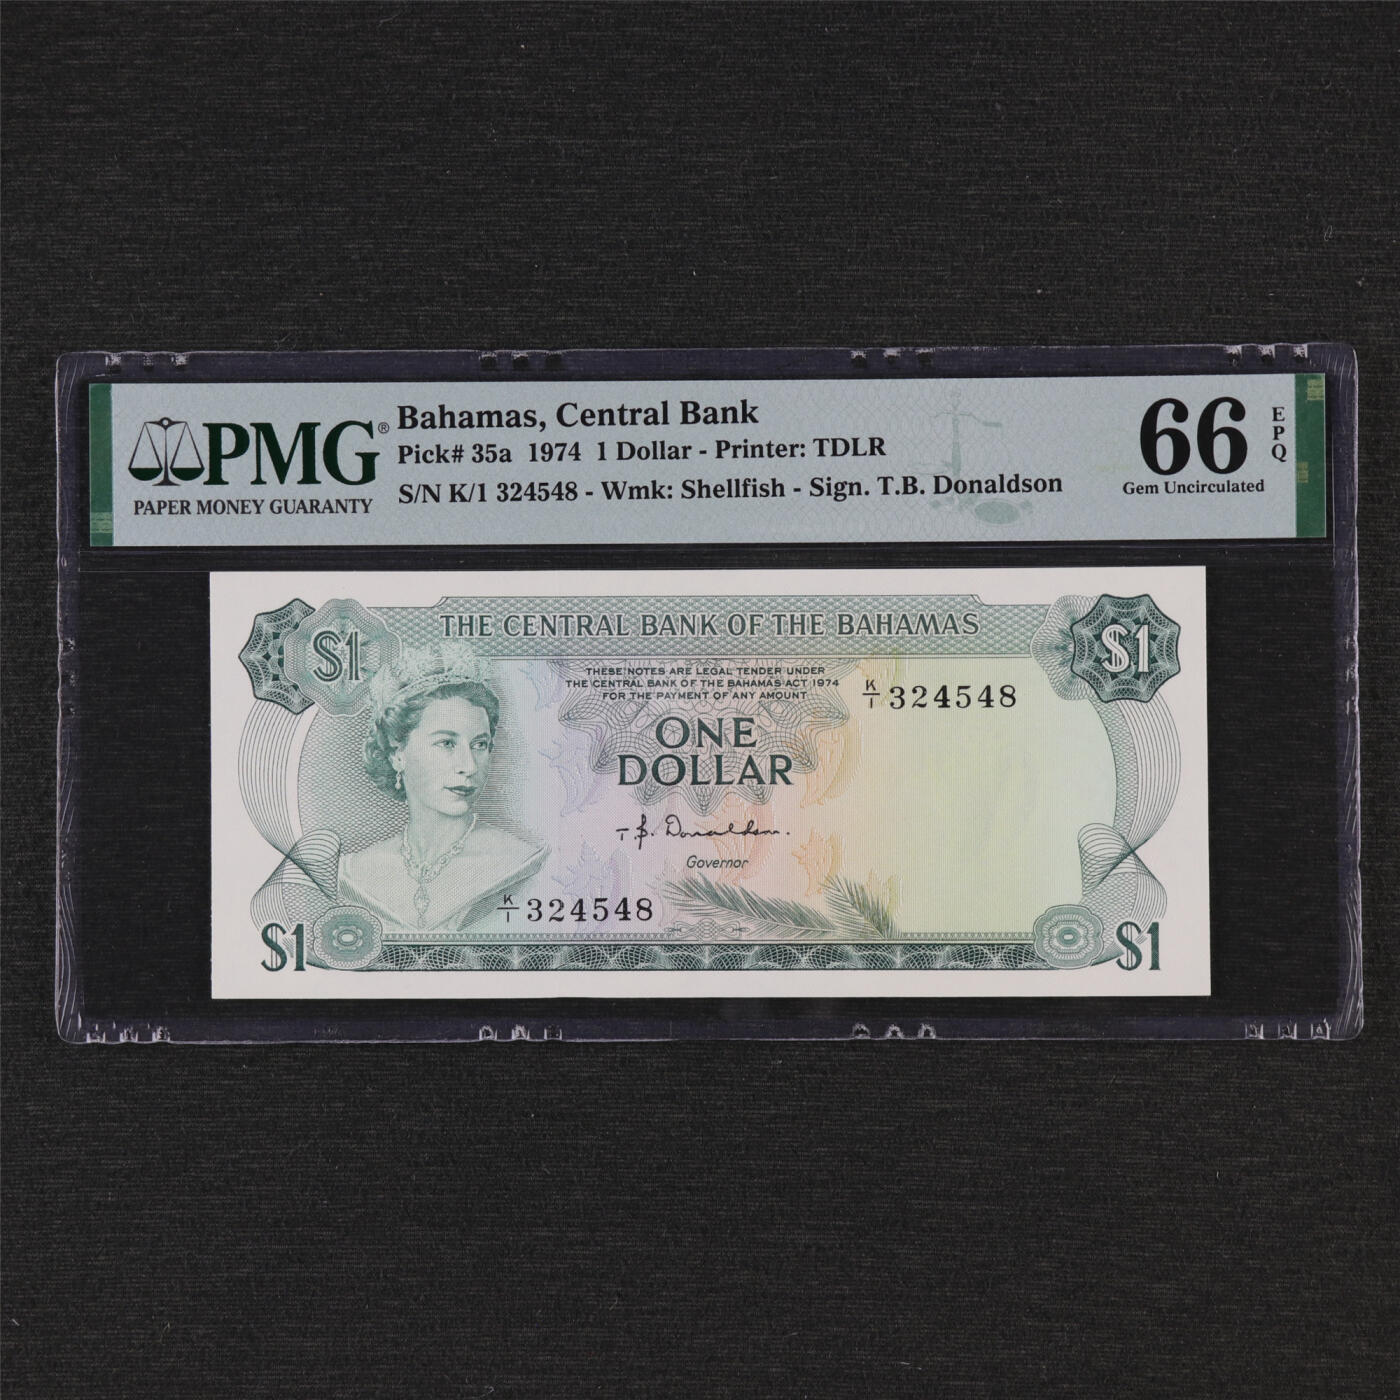 PMG®
PAPER MONEY GUARANTY
Bahamas, Central Bank
Pick# 35a 1974 1 Dollar - Printer: TDLR
S/N K/1 324548 - Wmk: Shellfish - Sign. T.B. Donaldson
66
EPQ
Gem Uncirculated
$1
THE CENTRAL BANK OF THE BAHAMAS
$1
THESE NOTES ARE LEGAL TENDER UNDER
THE CENTRAL BANK OF THE BAHAMAS ACT 1974
FOR THE PAYMENT OF ANY AMOUNT
K/1 324548
ONE
DOLLAR
T B. Donaldson.
Governor
K/1 324548
$1
$1